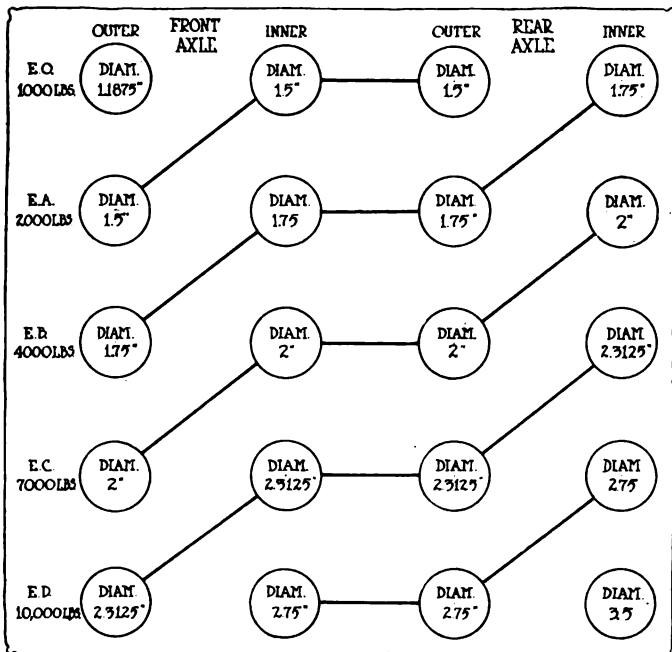 OUTER FRONT AXLE INNER OUTER REAR AXLE INNER
E.O. 1000 LBS.
DIAM. 1.1875"
DIAM. 1.5"
DIAM. 1.5"
DIAM. 1.75"
E.A. 2000 LBS
DIAM. 1.5"
DIAM. 1.75
DIAM. 1.75"
DIAM. 2"
E.B. 4000 LBS
DIAM. 1.75"
DIAM. 2"
DIAM. 2"
DIAM. 2.3125"
E.C. 7000 LBS
DIAM. 2"
DIAM. 2.3125"
DIAM. 2.3125"
DIAM 2.75
E.D. 10,000 LBS.
DIAM. 2.3125"
DIAM. 2.75"
DIAM. 2.75"
DIAM. 3.5